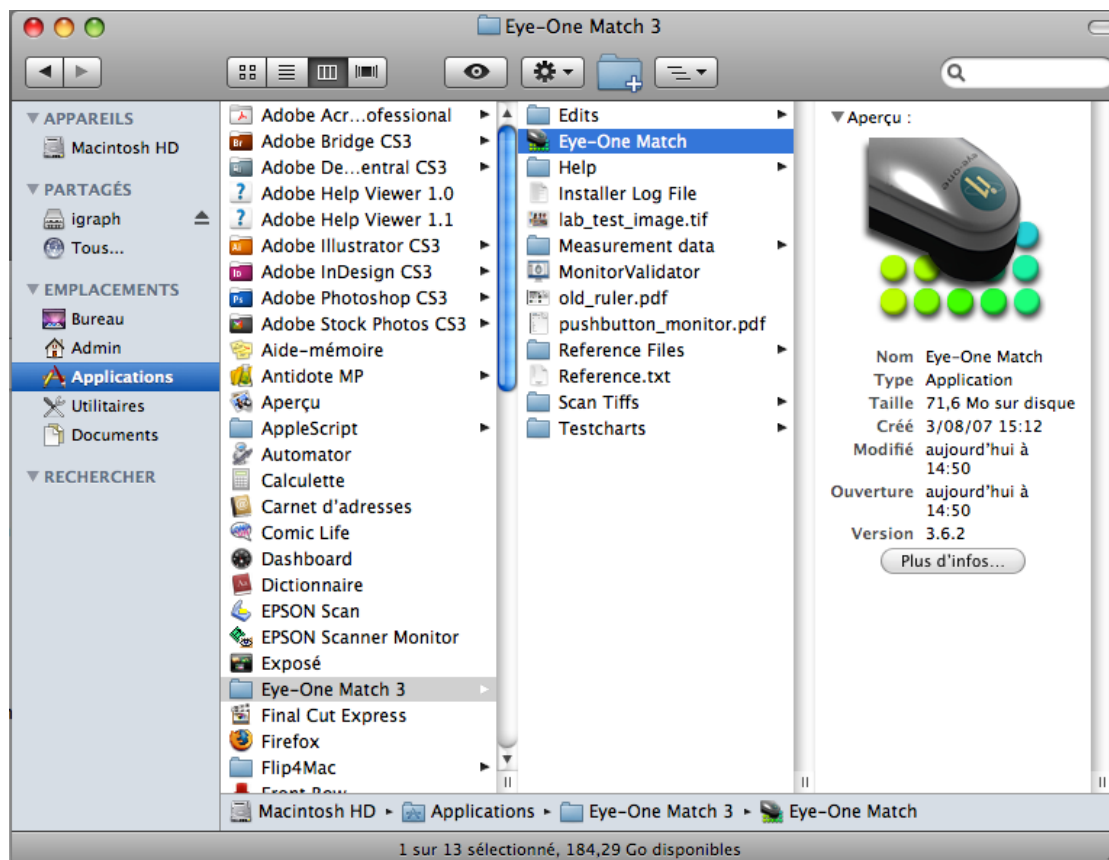 Eye-One Match 3
APPAREILS
Macintosh HD
PARTAGÉS
igraph
Tous...
EMPLACEMENTS
Bureau
Admin
Applications
Utilitaires
Documents
RECHERCHER
Adobe Acr...ofessional
Adobe Bridge CS3
Adobe De...entral CS3
Adobe Help Viewer 1.0
Adobe Help Viewer 1.1
Adobe Illustrator CS3
Adobe InDesign CS3
Adobe Photoshop CS3
Adobe Stock Photos CS3
Aide-mémoire
Antidote MP
Aperçu
AppleScript
Automator
Calculette
Carnet d'adresses
Comic Life
Dashboard
Dictionnaire
EPSON Scan
EPSON Scanner Monitor
Exposé
Eye-One Match 3
Final Cut Express
Firefox
Flip4Mac
Front Row
Edits
Eye-One Match
Help
Installer Log File
lab_test_image.tif
Measurement data
MonitorValidator
old_ruler.pdf
pushbutton_monitor.pdf
Reference Files
Reference.txt
Scan Tiffs
Testcharts
Aperçu :
eye-one
Nom Eye-One Match
Type Application
Taille 71,6 Mo sur disque
Créé 3/08/07 15:12
Modifié aujourd'hui à
14:50
Ouverture aujourd'hui à
14:50
Version 3.6.2
Plus d'infos...
Macintosh HD ▸ Applications ▸ Eye-One Match 3 ▸ Eye-One Match
1 sur 13 sélectionné, 184,29 Go disponibles